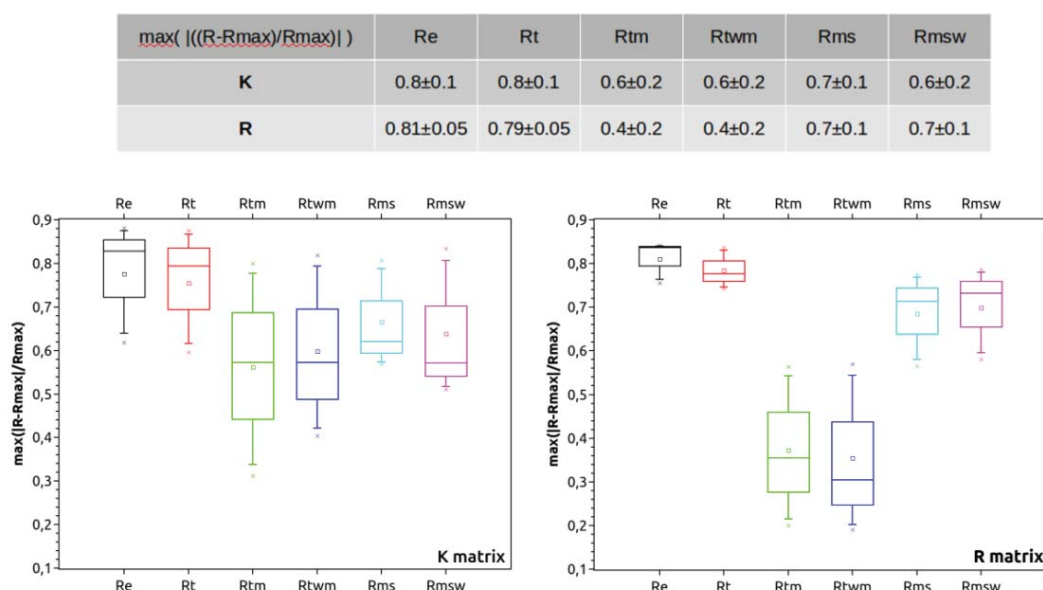 max( |((R-Rmax)/Rmax)| ) Re Rt Rtm Rtwm Rms Rmsw
K 0.8±0.1 0.8±0.1 0.6±0.2 0.6±0.2 0.7±0.1 0.6±0.2
R 0.81±0.05 0.79±0.05 0.4±0.2 0.4±0.2 0.7±0.1 0.7±0.1
Re Rt Rtm Rtwm Rms Rmsw
0,9
0,8
0,7
0,6
0,5
0,4
0,3
0,2
0,1
max(|R-Rmax|/Rmax)
K matrix
Re Rt Rtm Rtwm Rms Rmsw
Re Rt Rtm Rtwm Rms Rmsw
0,9
0,8
0,7
0,6
0,5
0,4
0,3
0,2
0,1
max(|R-Rmax|/Rmax)
R matrix
Re Rt Rtm Rtwm Rms Rmsw